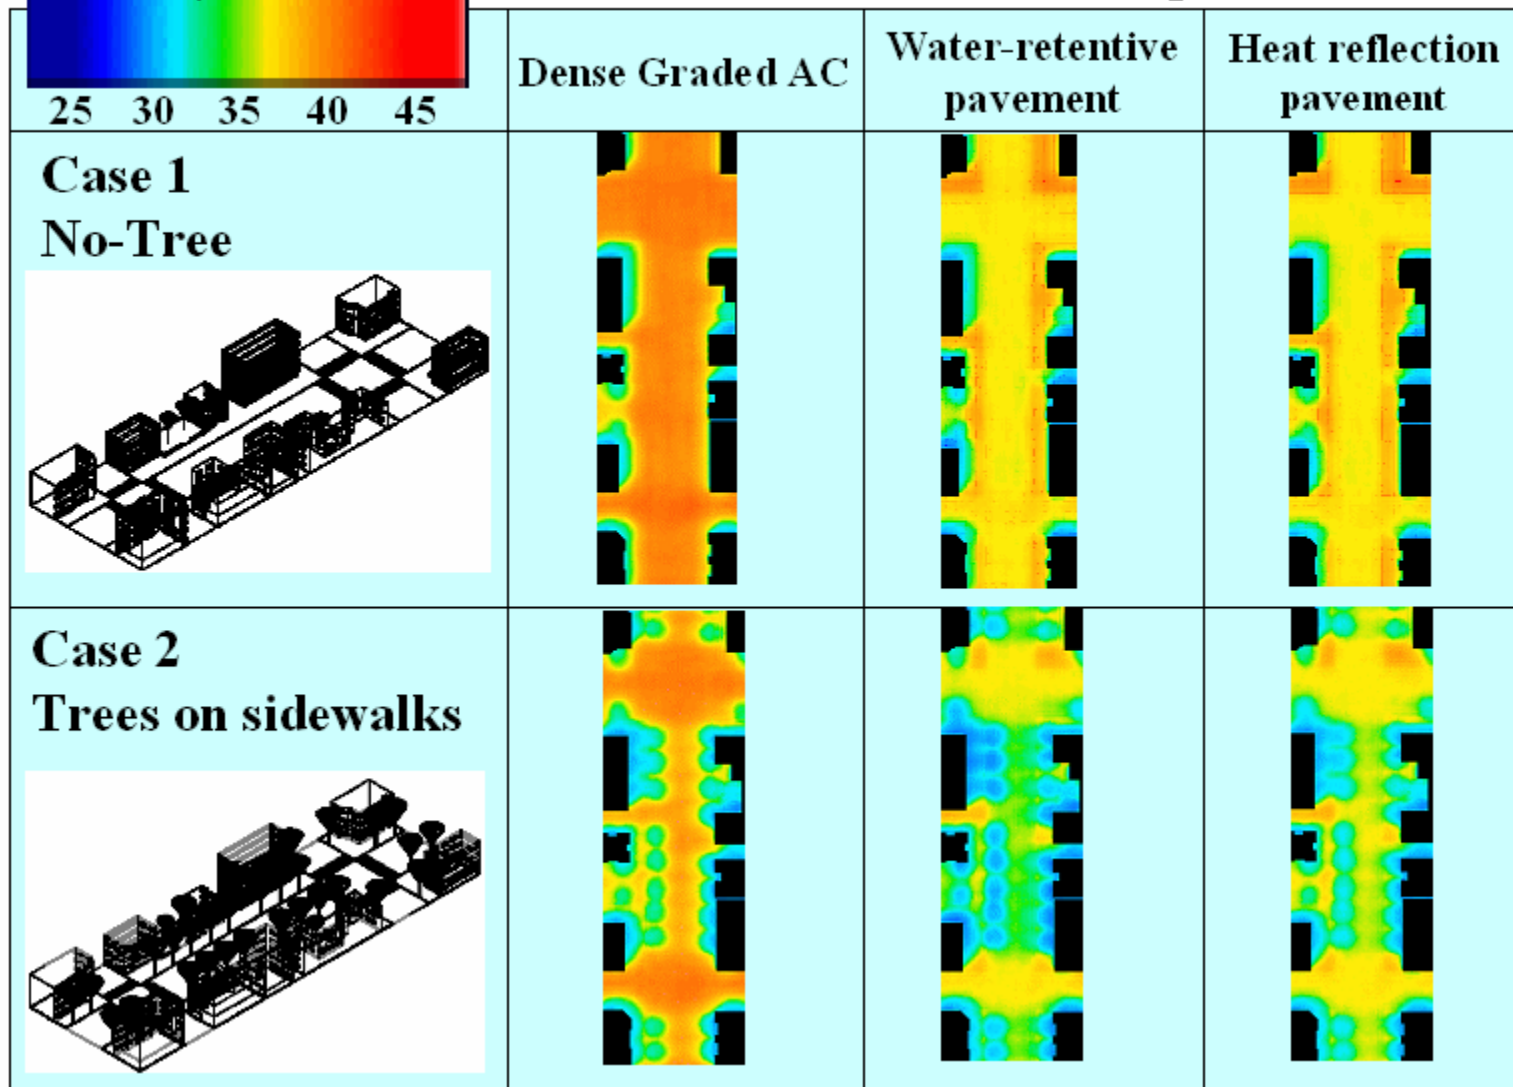 25 30 35 40 45
Dense Graded AC
Water-retentive
pavement
Heat reflection
pavement
Case 1
No-Tree
Case 2
Trees on sidewalks